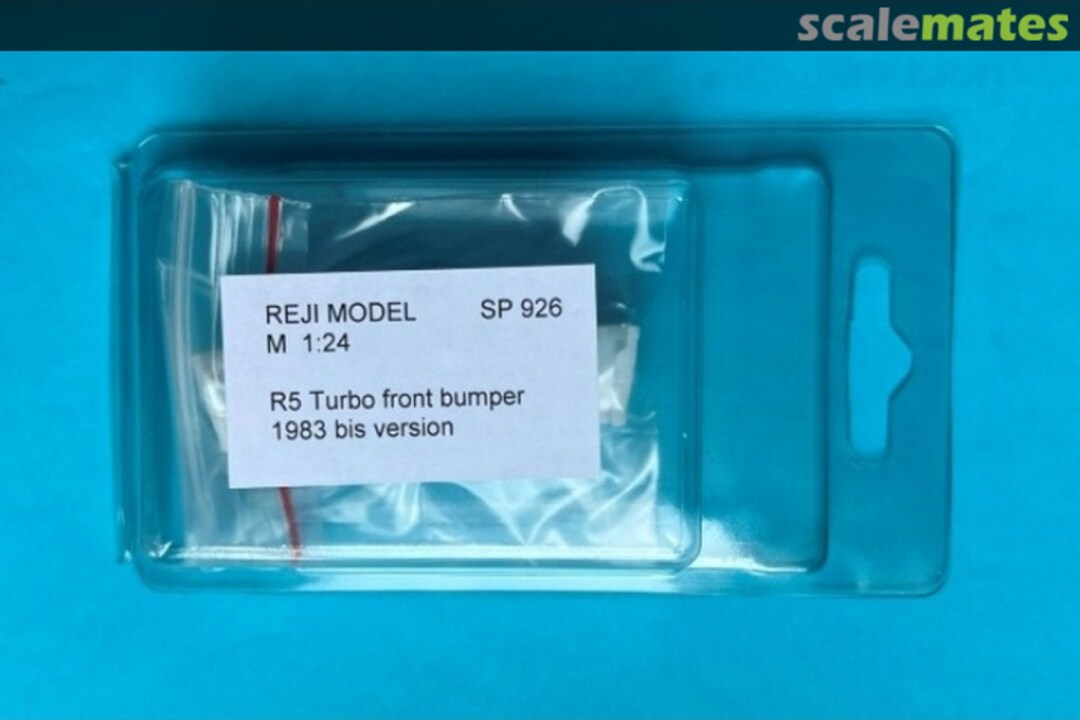 scalemates
REJI MODEL SP 926
M 1:24
R5 Turbo front bumper
1983 bis version